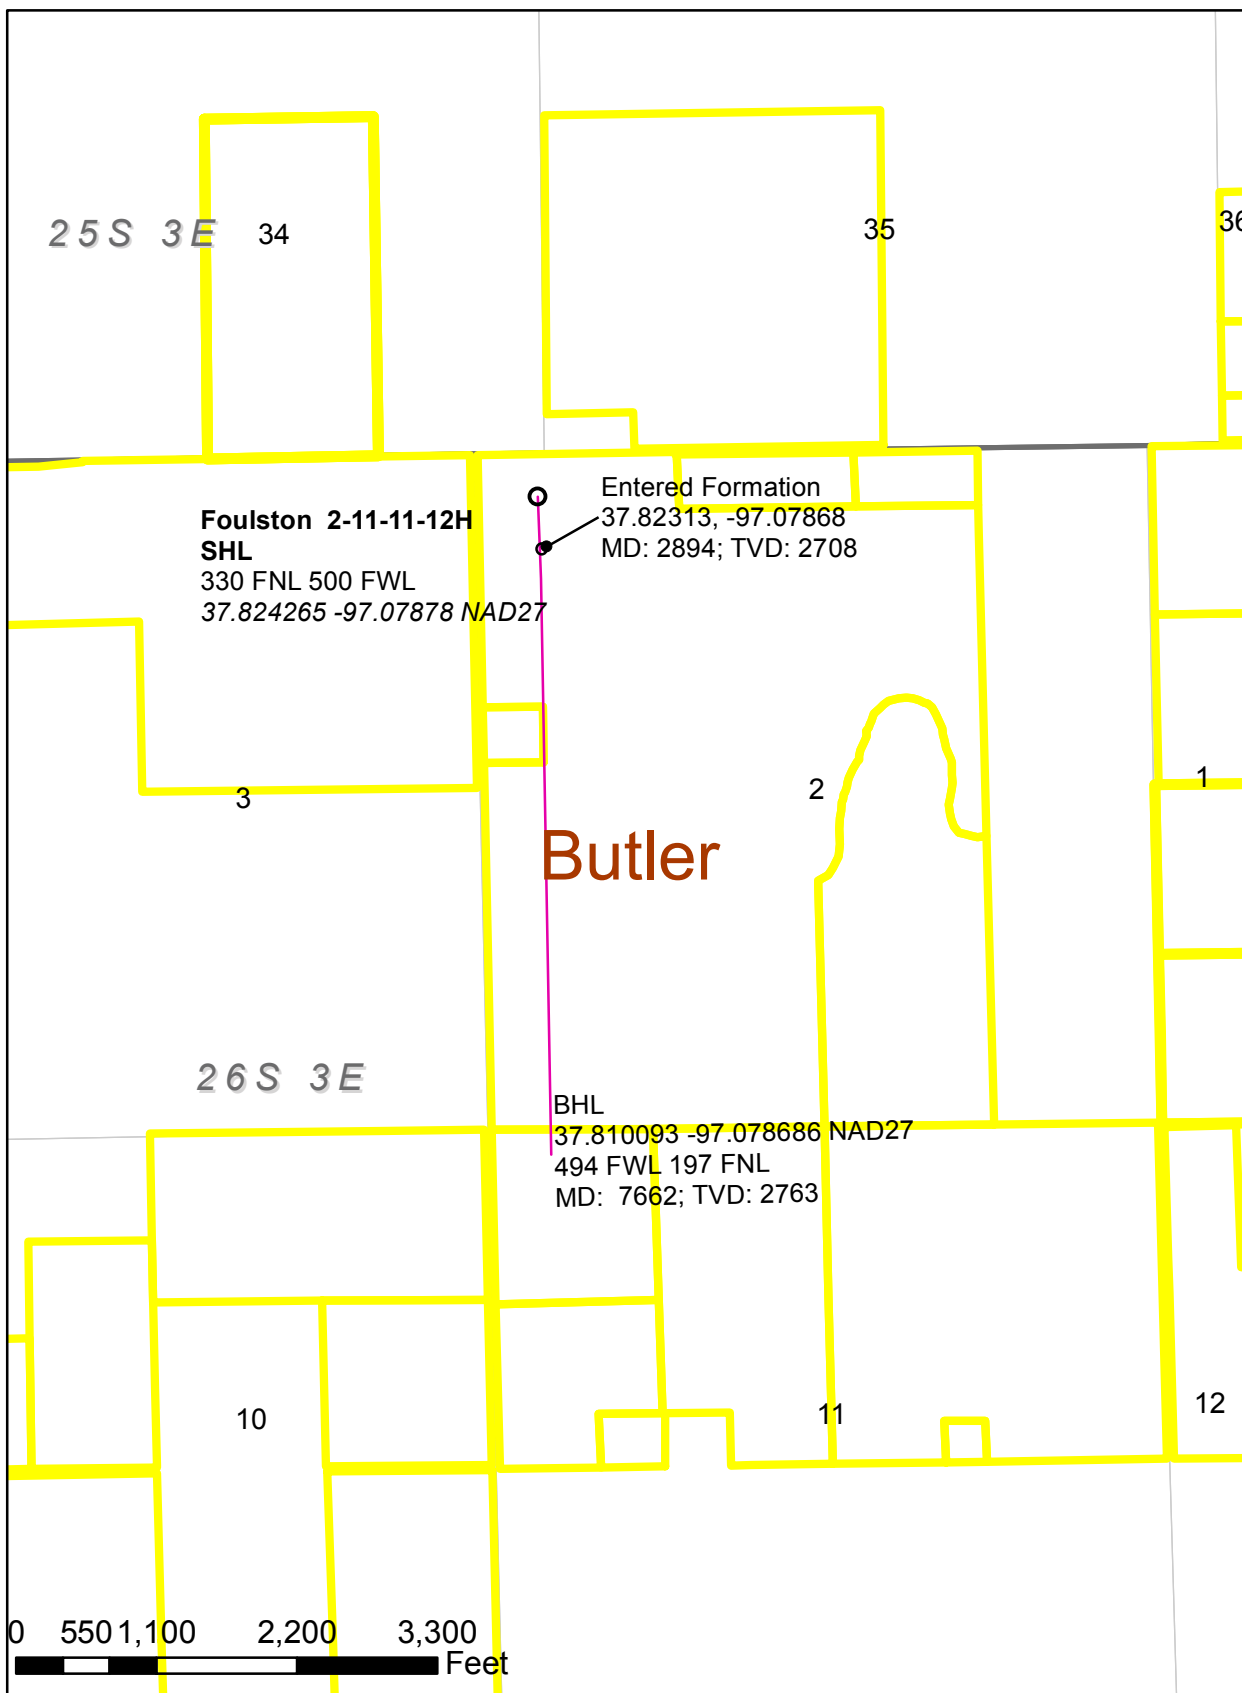 25S 3E
34
35
Entered Formation
37.82313, -97.07868
MD: 2894; TVD: 2708
Foulston  2-11-11-12H
SHL
330 FNL 500 FWL
37.824265 -97.07878 NAD27
3
2
1
Butler
26S 3E
BHL
37.810093 -97.078686 NAD27
494 FWL 197 FNL
MD:  7662; TVD: 2763
10
11
12
0 550 1,100 2,200 3,300
Feet